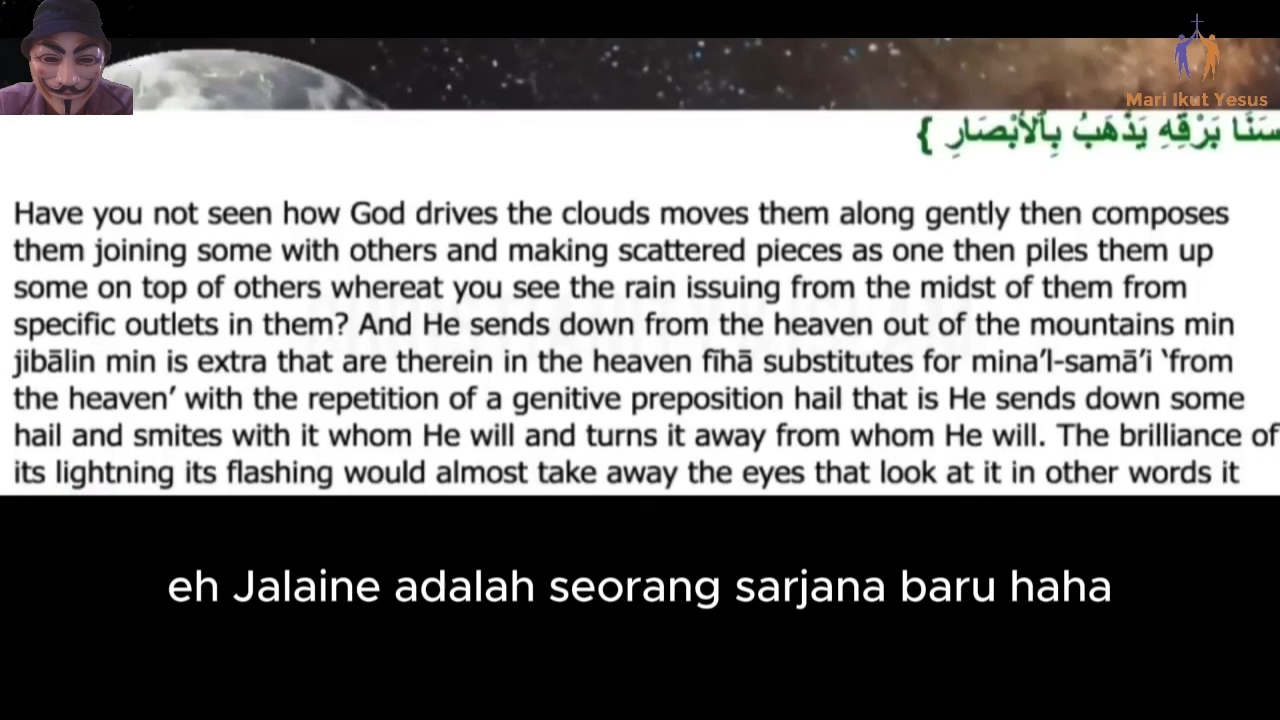 Mari Ikut Yesus
سَنَا بَرْقِهِ يَذْهَبُ بِٱلأَبْصَارِ }
Have you not seen how God drives the clouds moves them along gently then composes
them joining some with others and making scattered pieces as one then piles them up
some on top of others whereat you see the rain issuing from the midst of them from
specific outlets in them? And He sends down from the heaven out of the mountains min
jibālin min is extra that are therein in the heaven fīhā substitutes for mina’l-samā’i ‘from
the heaven’ with the repetition of a genitive preposition hail that is He sends down some
hail and smites with it whom He will and turns it away from whom He will. The brilliance of
its lightning its flashing would almost take away the eyes that look at it in other words it
eh Jalaine adalah seorang sarjana baru haha